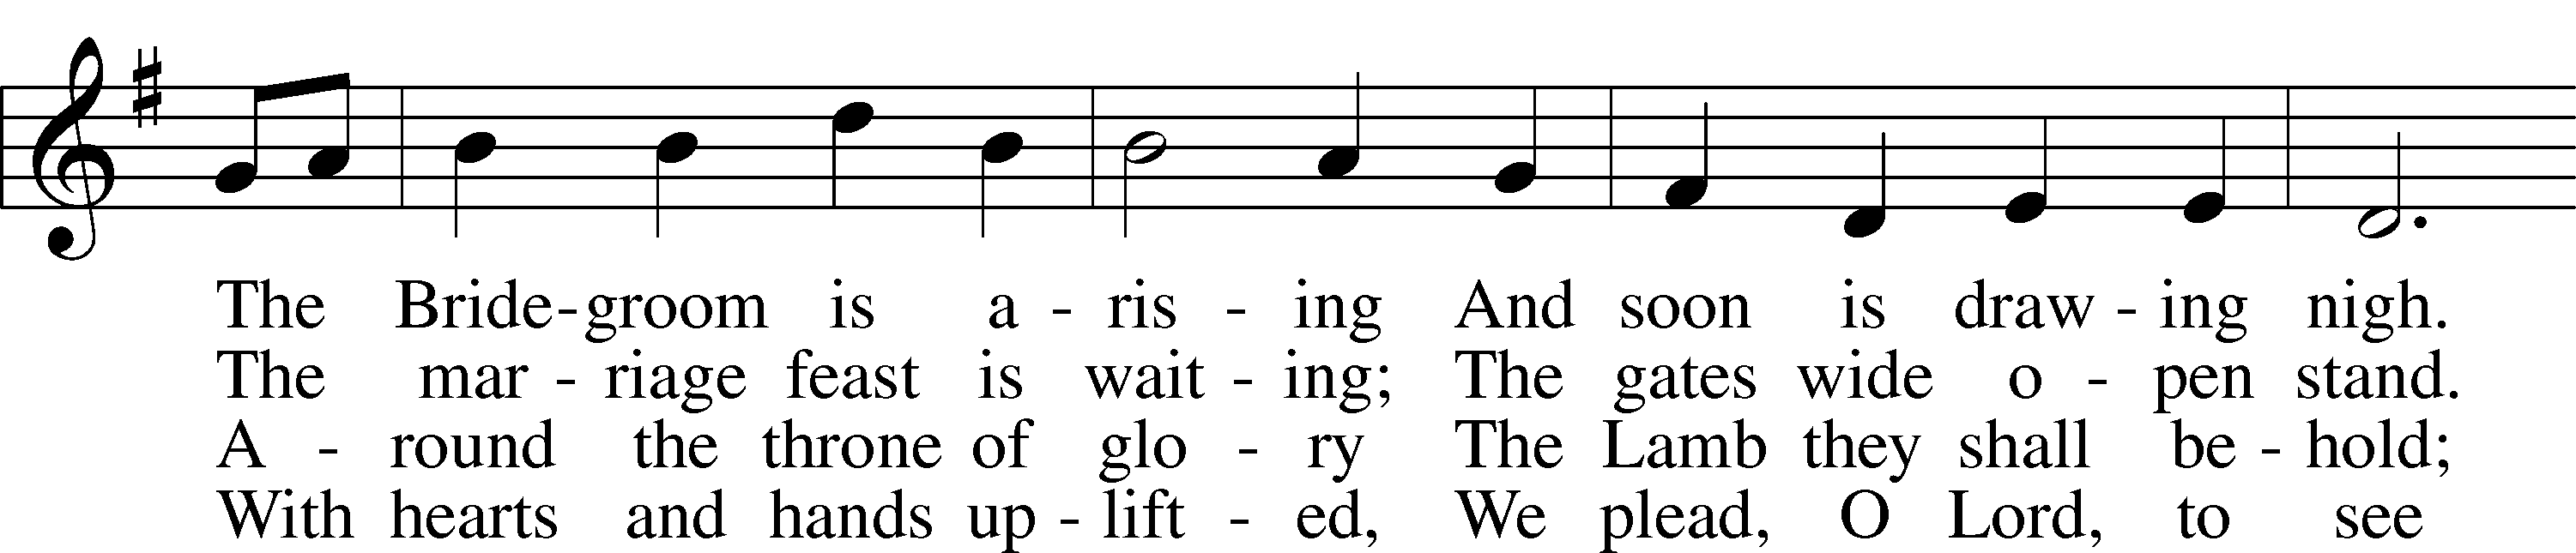 The Bride-groom is a - ris - ing And soon is draw - ing nigh.
The mar - riage feast is wait - ing; The gates wide o - pen stand.
A - round the throne of glo - ry The Lamb they shall be - hold;
With hearts and hands up - lift - ed, We plead, O Lord, to see